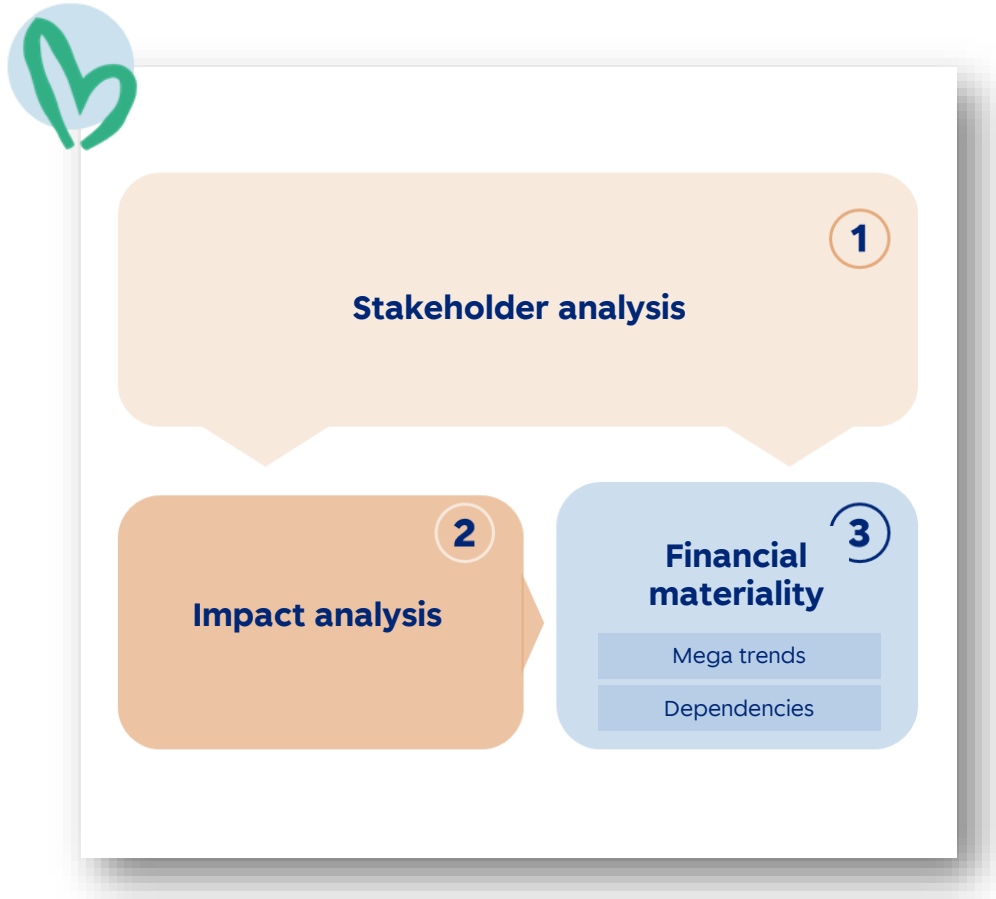 1
Stakeholder analysis
2
Impact analysis
3
Financial
materiality
Mega trends
Dependencies